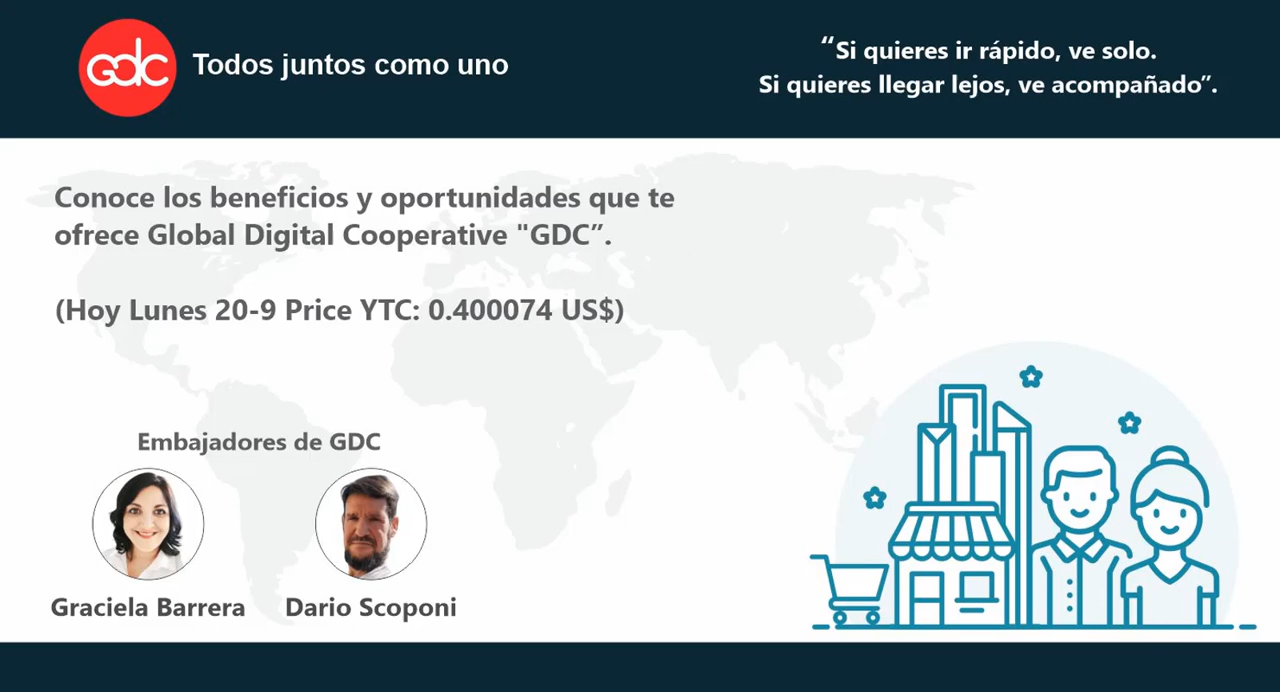 GDC
Todos juntos como uno
“Si quieres ir rápido, ve solo.
Si quieres llegar lejos, ve acompañado”.
Conoce los beneficios y oportunidades que te
ofrece Global Digital Cooperative "GDC”.
(Hoy Lunes 20-9 Price YTC: 0.400074 US$)
Embajadores de GDC
Graciela Barrera
Dario Scoponi